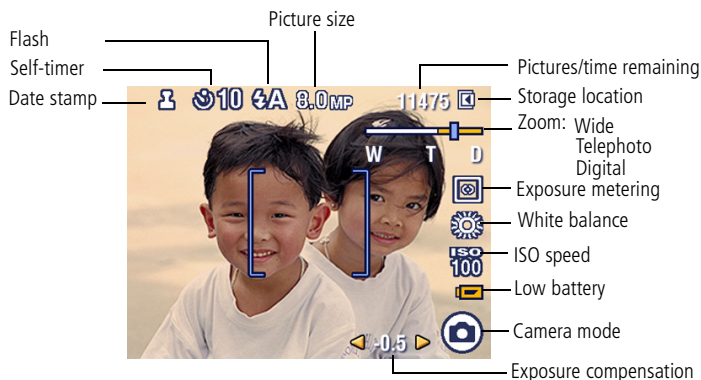 Picture size
Flash
Self-timer
Date stamp
Pictures/time remaining
Storage location
Zoom: Wide
Telephoto
Digital
Exposure metering
White balance
ISO speed
Low battery
Camera mode
Exposure compensation
10 A 8.0MP 11475
W T D
ISO
100
-0.5